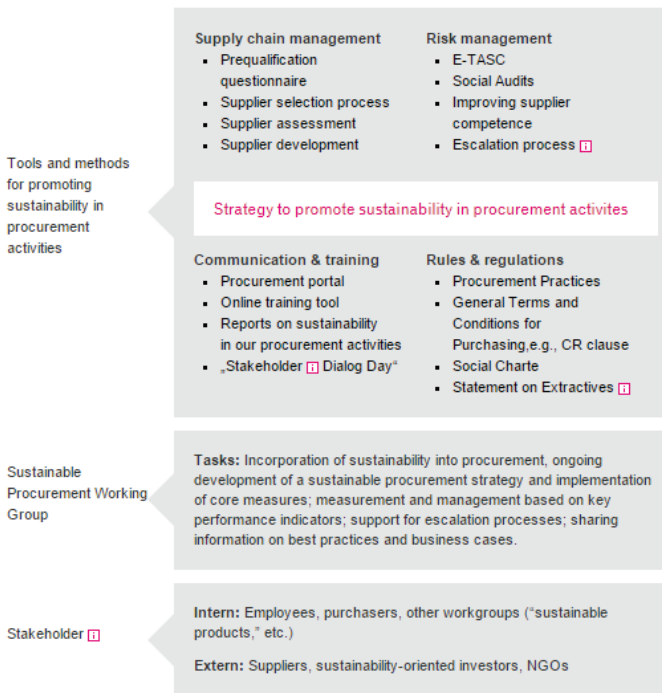 Supply chain management
▪ Prequalification
questionnaire
▪ Supplier selection process
▪ Supplier assessment
▪ Supplier development
Risk management
▪ E-TASC
▪ Social Audits
▪ Improving supplier
competence
▪ Escalation process i
Tools and methods
for promoting
sustainability in
procurement
activities
Strategy to promote sustainability in procurement activites
Communication & training
▪ Procurement portal
▪ Online training tool
▪ Reports on sustainability
in our procurement activities
▪ „Stakeholder i Dialog Day“
Rules & regulations
▪ Procurement Practices
▪ General Terms and
Conditions for
Purchasing,e.g., CR clause
▪ Social Charte
▪ Statement on Extractives i
Sustainable
Procurement Working
Group
Tasks: Incorporation of sustainability into procurement, ongoing
development of a sustainable procurement strategy and implementation
of core measures; measurement and management based on key
performance indicators; support for escalation processes; sharing
information on best practices and business cases.
Stakeholder i
Intern: Employees, purchasers, other workgroups (“sustainable
products,” etc.)
Extern: Suppliers, sustainability-oriented investors, NGOs